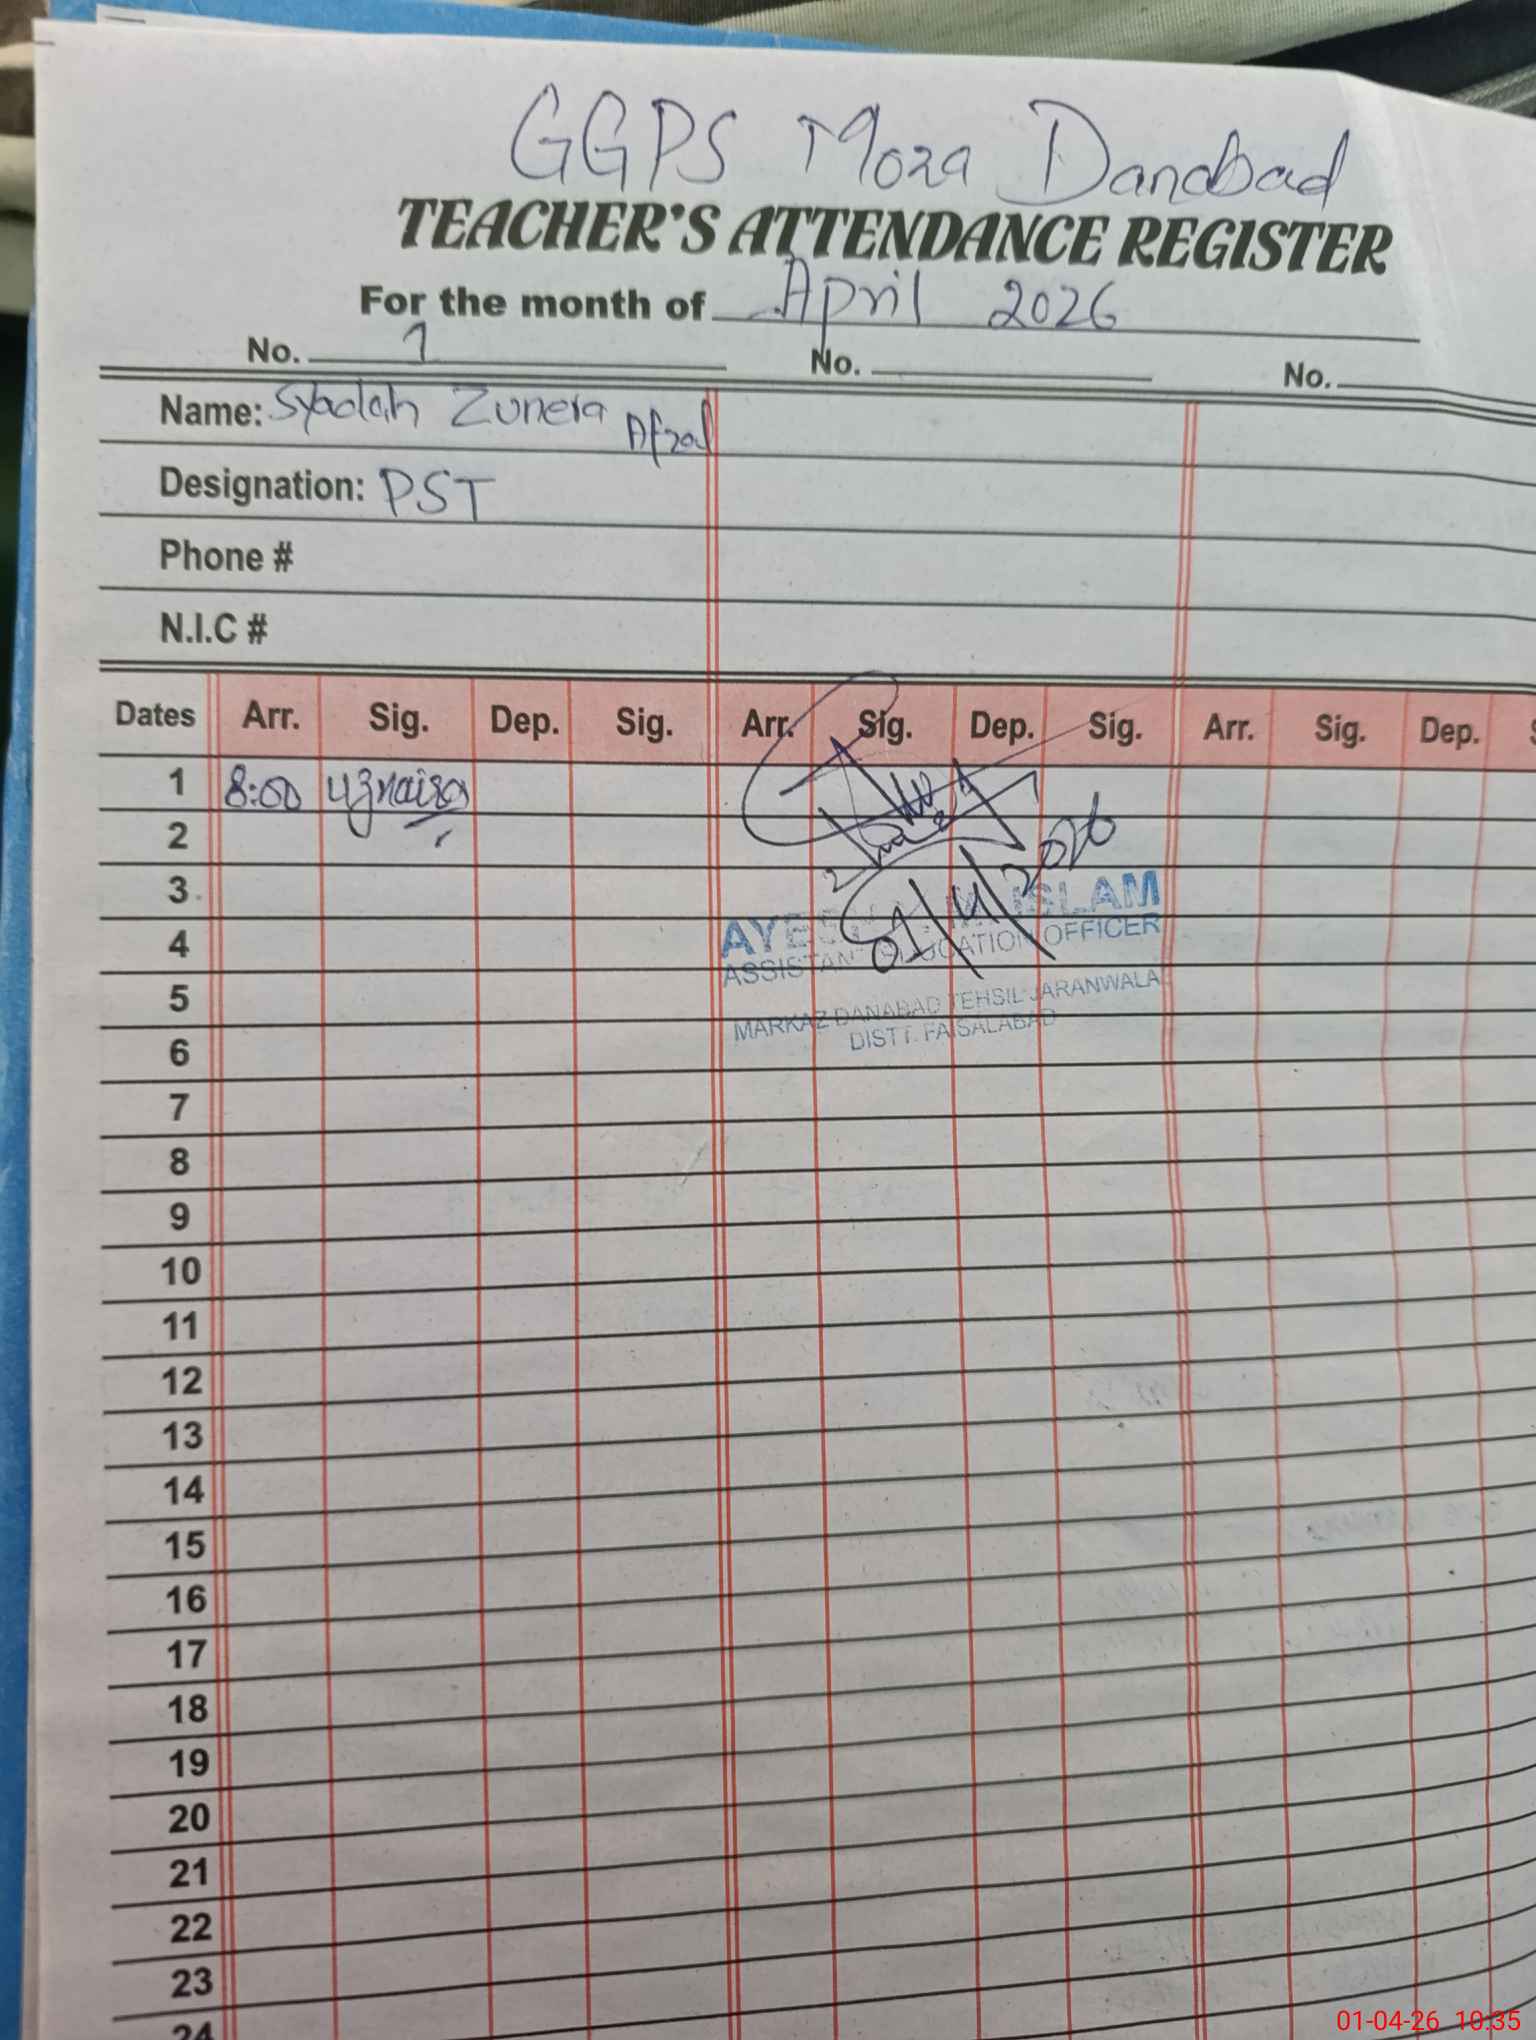 GGPS Moza Danabad
TEACHER'S ATTENDANCE REGISTER
For the month of April 2026
No. 1 No. No.
Name: Syadah Zunera Afzal
Designation: PST
Phone #
N.I.C #
Dates Arr. Sig. Dep. Sig. Arr. Sig. Dep. Sig. Arr. Sig. Dep.
1 8:00
2
3
4
5
6
7
8
9
10
11
12
13
14
15
16
17
18
19
20
21
22
23
24
01/4/2026
ISLAM
ASSISTANT EDUCATION OFFICER
MARKAZ DANABAD TEHSIL JARANWALA
DISTT. FAISALABAD
01-04-26 10:35